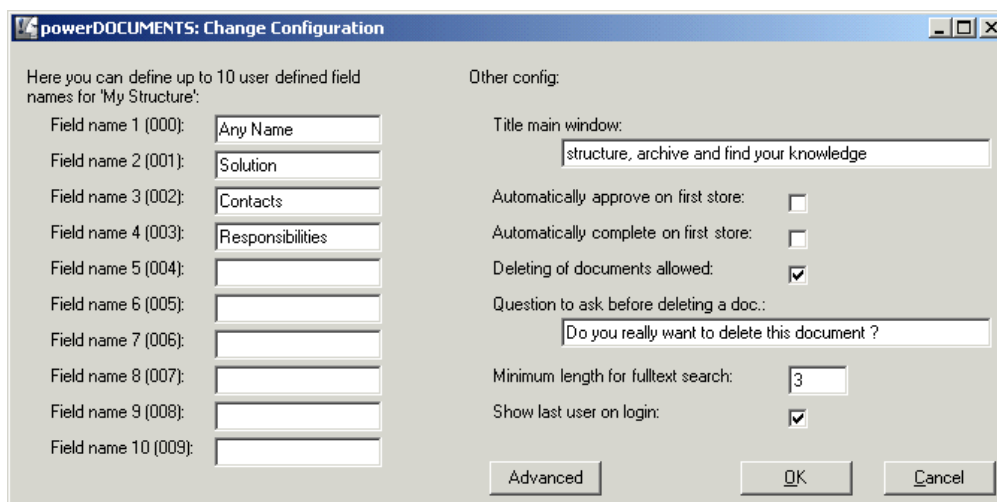 powerDOCUMENTS: Change Configuration
Here you can define up to 10 user defined field
names for 'My Structure':
Field name 1 (000): Any Name
Field name 2 (001): Solution
Field name 3 (002): Contacts
Field name 4 (003): Responsibilities
Field name 5 (004):
Field name 6 (005):
Field name 7 (006):
Field name 8 (007):
Field name 9 (008):
Field name 10 (009):
Other config:
Title main window:
structure, archive and find your knowledge
Automatically approve on first store:
Automatically complete on first store:
Deleting of documents allowed:
Question to ask before deleting a doc.:
Do you really want to delete this document ?
Minimum length for fulltext search: 3
Show last user on login:
Advanced OK Cancel